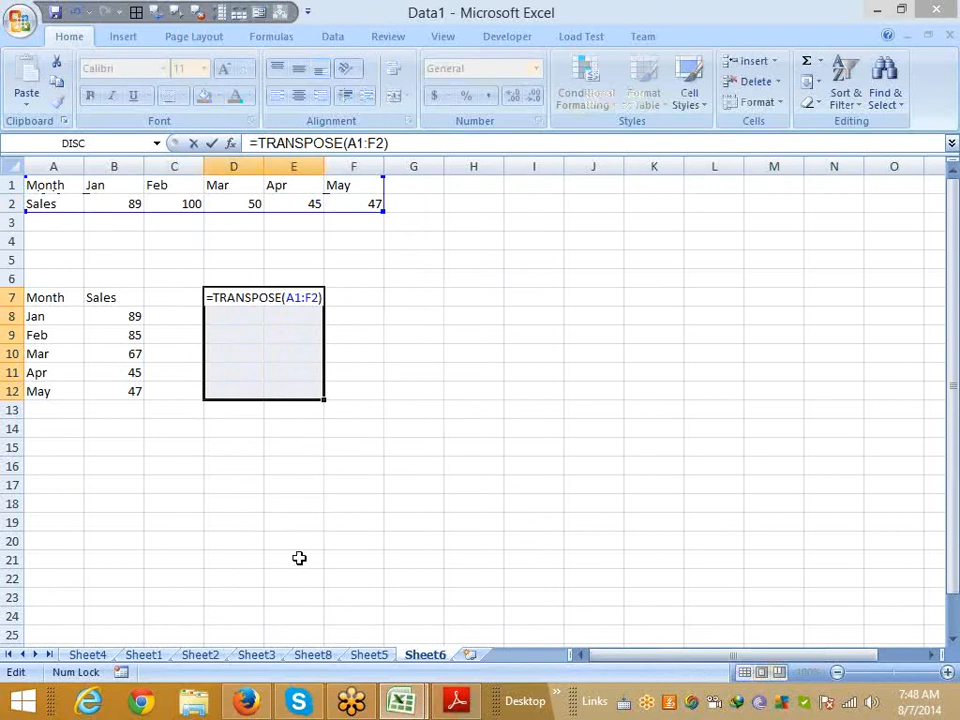 Data1 - Microsoft Excel
Home Insert Page Layout Formulas Data Review View Developer Load Test Team
Paste
Clipboard
Calibri 11
B I U
Font
Alignment
General
$ % ,
Number
Conditional Formatting
Format as Table
Cell Styles
Styles
Insert
Delete
Format
Cells
Σ
Sort & Filter
Find & Select
Editing
DISC fx =TRANSPOSE(A1:F2)
A B C D E F G H I J K L M N O
1 Month Jan Feb Mar Apr May
2 Sales 89 100 50 45 47
3
4
5
6
7 Month Sales =TRANSPOSE(A1:F2)
8 Jan 89
9 Feb 85
10 Mar 67
11 Apr 45
12 May 47
13
14
15
16
17
18
19
20
21
22
23
24
25
Sheet4 Sheet1 Sheet2 Sheet3 Sheet8 Sheet5 Sheet6
Edit Num Lock 100%
Desktop Links 7:48 AM
8/7/2014